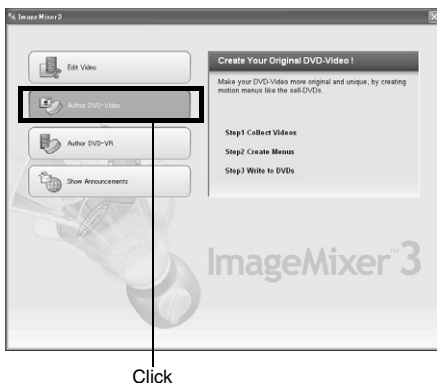 ImageMixer3
Edit Video
Author DVD-Video
Author DVD-VR
Show Announcements
Create Your Original DVD-Video !
Make your DVD-Video more original and unique, by creating
motion menus like the sell-DVDs.
Step1 Collect Videos
Step2 Create Menus
Step3 Write to DVDs
ImageMixer™3
Click